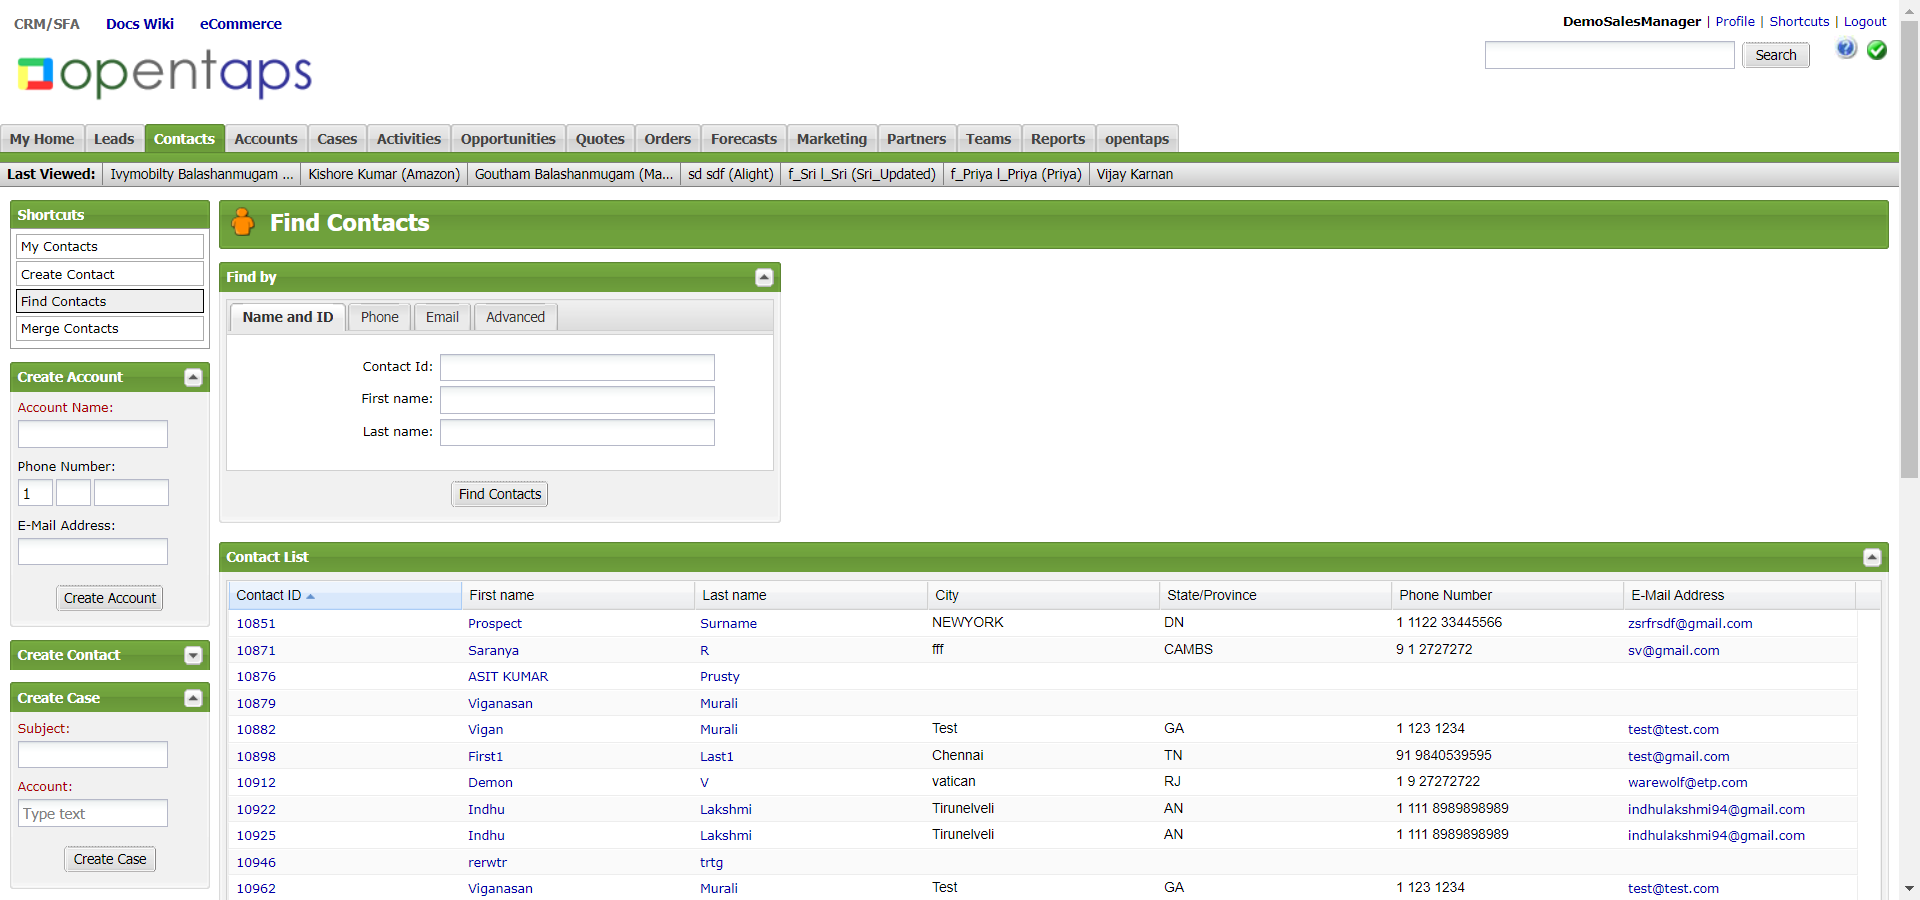 CRM/SFA Docs Wiki eCommerce
DemoSalesManager | Profile | Shortcuts | Logout
Search
opentaps
My Home Leads Contacts Accounts Cases Activities Opportunities Quotes Orders Forecasts Marketing Partners Teams Reports opentaps
Last Viewed: Ivymobilty Balashanmugam ... Kishore Kumar (Amazon) Goutham Balashanmugam (Ma... sd sdf (Alight) f_Sri l_Sri (Sri_Updated) f_Priya l_Priya (Priya) Vijay Karnan
Shortcuts
My Contacts
Create Contact
Find Contacts
Merge Contacts
Create Account
Account Name:
Phone Number:
1
E-Mail Address:
Create Account
Create Contact
Create Case
Subject:
Account:
Type text
Create Case
Find Contacts
Find by
Name and ID Phone Email Advanced
Contact Id:
First name:
Last name:
Find Contacts
Contact List
Contact ID First name Last name City State/Province Phone Number E-Mail Address
10851 Prospect Surname NEWYORK DN 1 1122 33445566 zsrfrsdf@gmail.com
10871 Saranya R fff CAMBS 9 1 2727272 sv@gmail.com
10876 ASIT KUMAR Prusty
10879 Viganasan Murali
10882 Vigan Murali Test GA 1 123 1234 test@test.com
10898 First1 Last1 Chennai TN 91 9840539595 test@gmail.com
10912 Demon V vatican RJ 1 9 27272722 warewolf@etp.com
10922 Indhu Lakshmi Tirunelveli AN 1 111 8989898989 indhulakshmi94@gmail.com
10925 Indhu Lakshmi Tirunelveli AN 1 111 8989898989 indhulakshmi94@gmail.com
10946 rerwtr trtg
10962 Viganasan Murali Test GA 1 123 1234 test@test.com